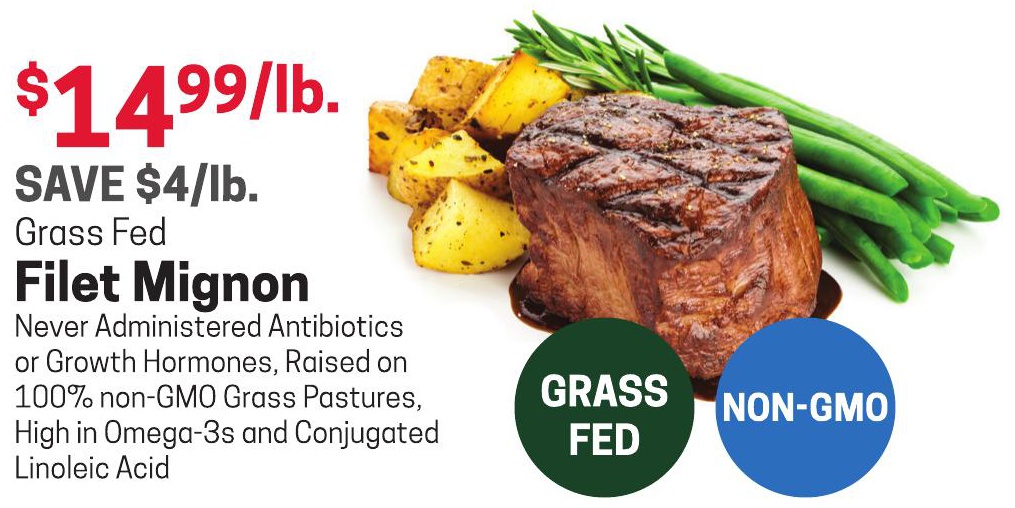 $14 99/lb.
SAVE $4/lb.
Grass Fed
Filet Mignon
Never Administered Antibiotics
or Growth Hormones, Raised on
100% non-GMO Grass Pastures,
High in Omega-3s and Conjugated
Linoleic Acid
GRASS
FED
NON-GMO